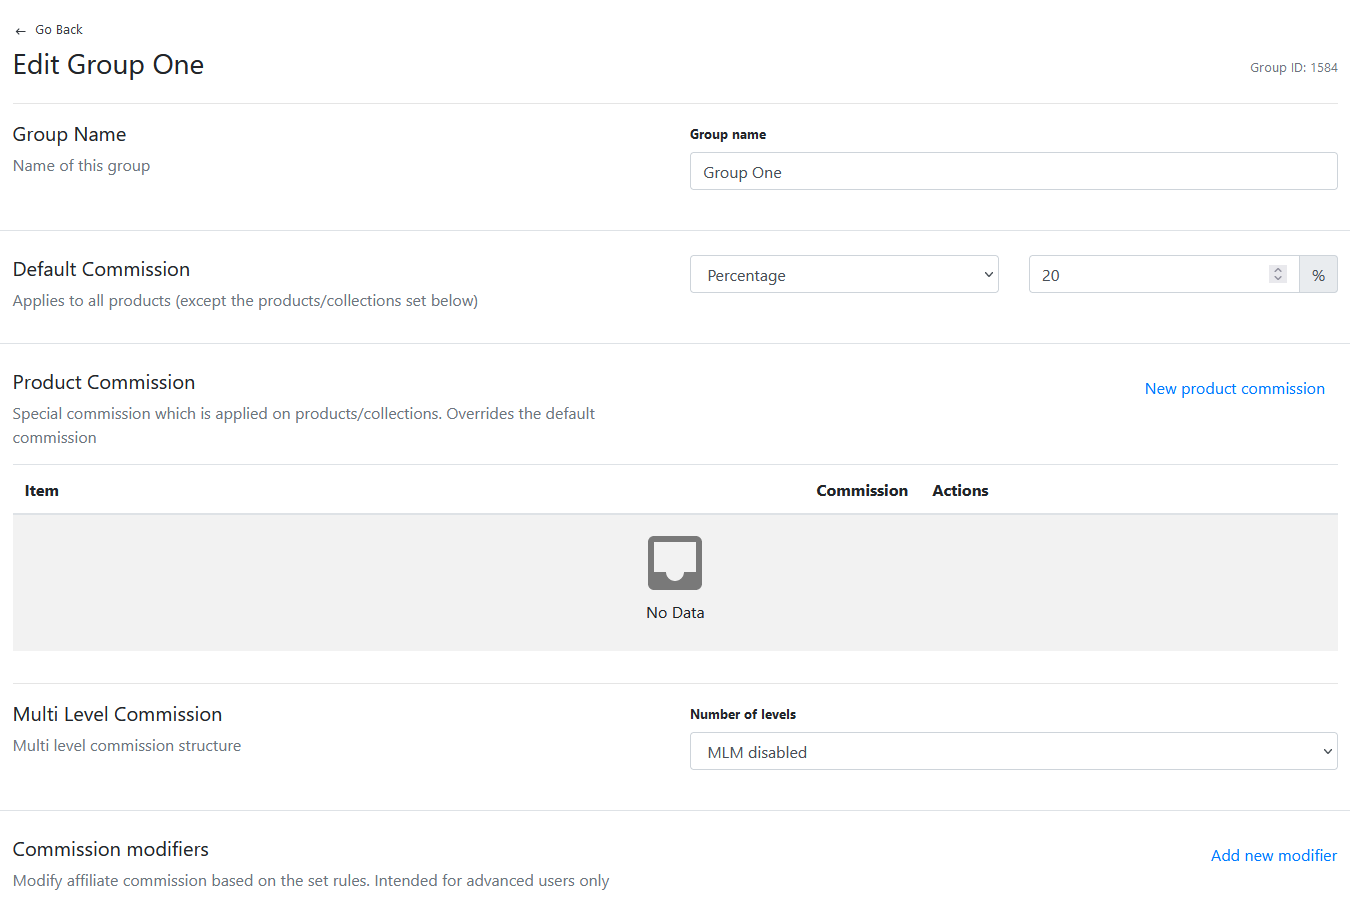 ← Go Back
Edit Group One
Group ID: 1584
Group Name
Name of this group
Group name
Group One
Default Commission
Applies to all products (except the products/collections set below)
Percentage
20
%
Product Commission
Special commission which is applied on products/collections. Overrides the default
commission
New product commission
Item Commission Actions
No Data
Multi Level Commission
Multi level commission structure
Number of levels
MLM disabled
Commission modifiers
Modify affiliate commission based on the set rules. Intended for advanced users only
Add new modifier